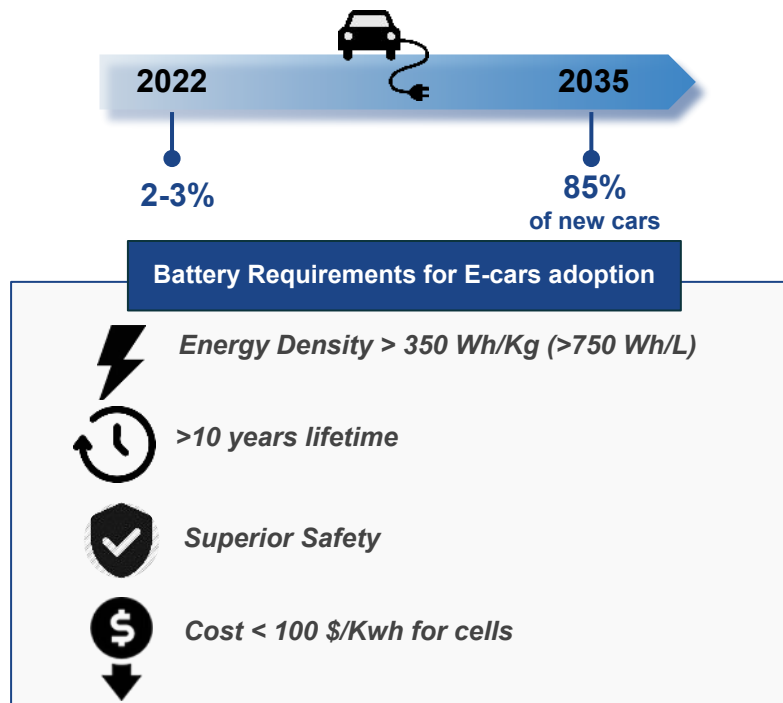 2022 2035
2-3% 85%
of new cars
Battery Requirements for E-cars adoption
Energy Density > 350 Wh/Kg (>750 Wh/L)
>10 years lifetime
Superior Safety
$
Cost < 100 $/Kwh for cells